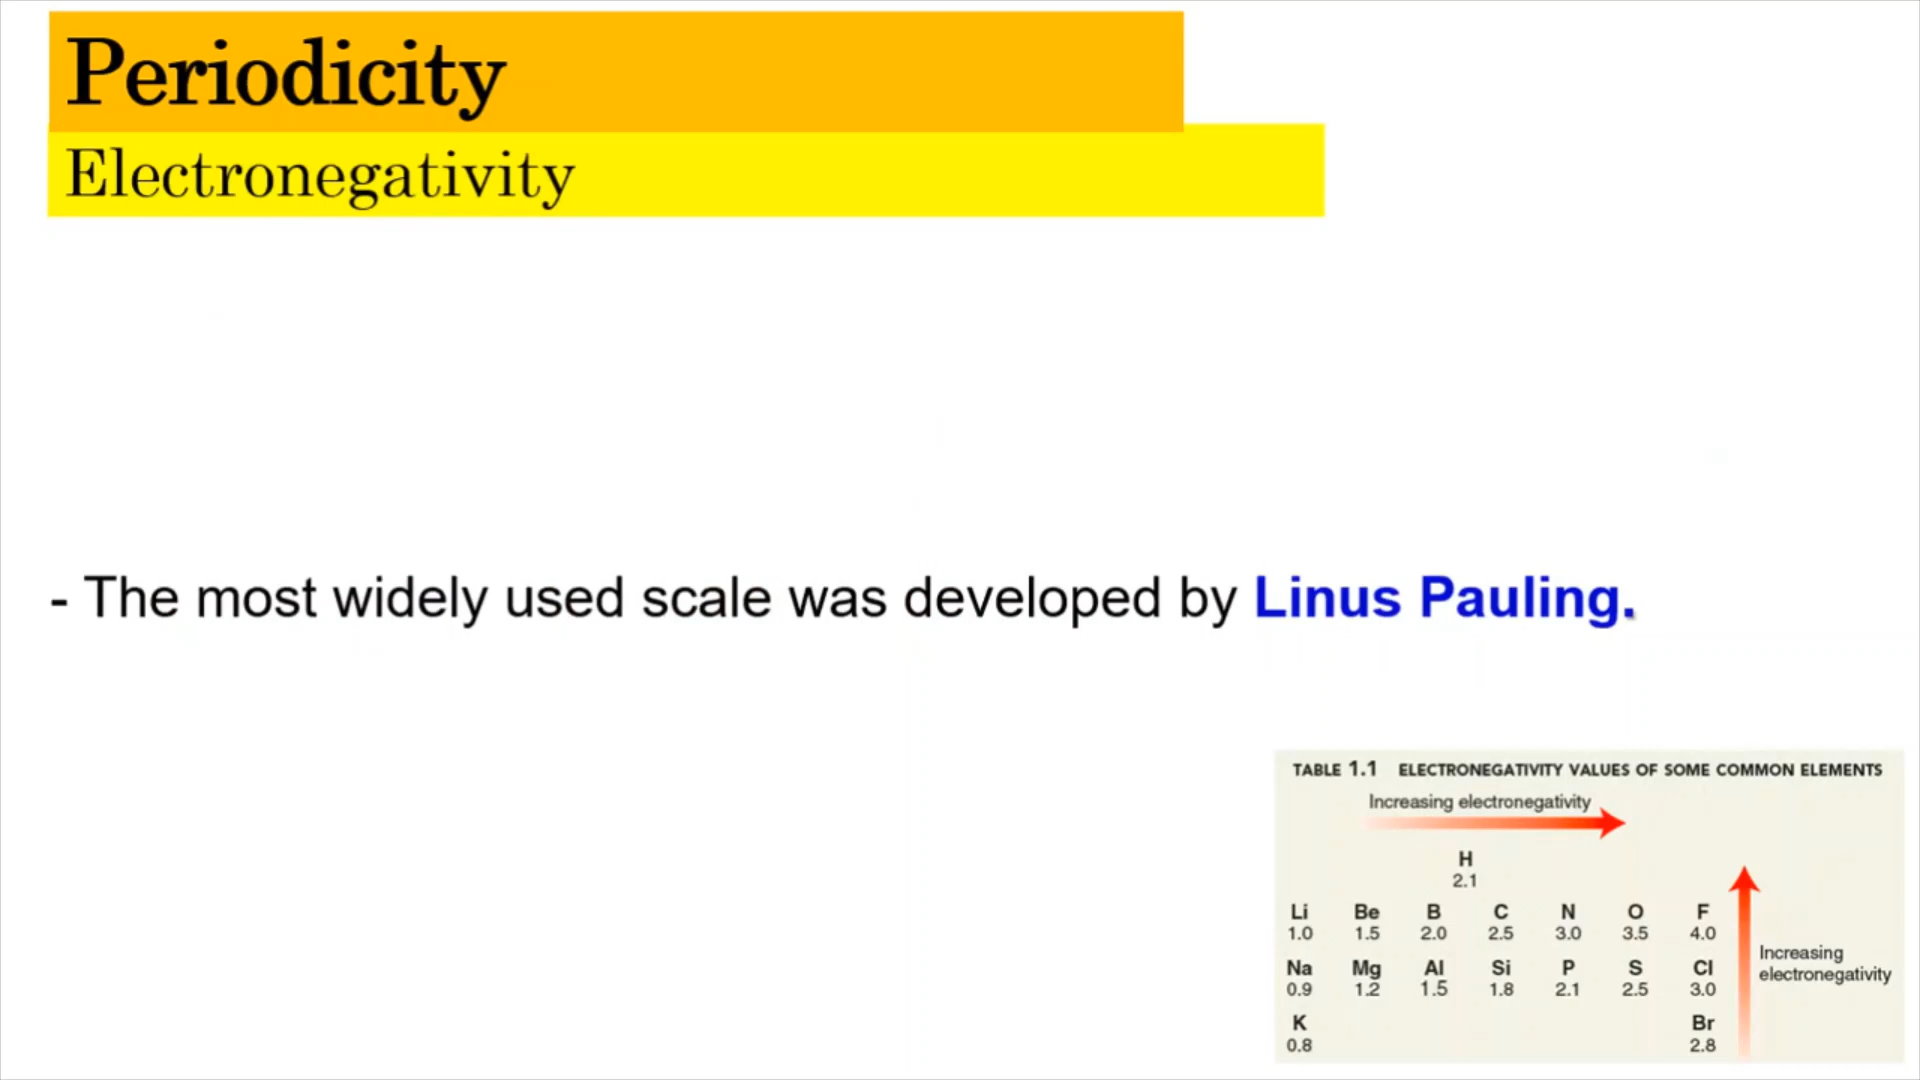 Periodicity
Electronegativity
- The most widely used scale was developed by Linus Pauling.
TABLE 1.1 ELECTRONEGATIVITY VALUES OF SOME COMMON ELEMENTS
Increasing electronegativity
H
2.1
Li Be B C N O F
1.0 1.5 2.0 2.5 3.0 3.5 4.0
Na Mg Al Si P S Cl
0.9 1.2 1.5 1.8 2.1 2.5 3.0
K Br
0.8 2.8
Increasing
electronegativity